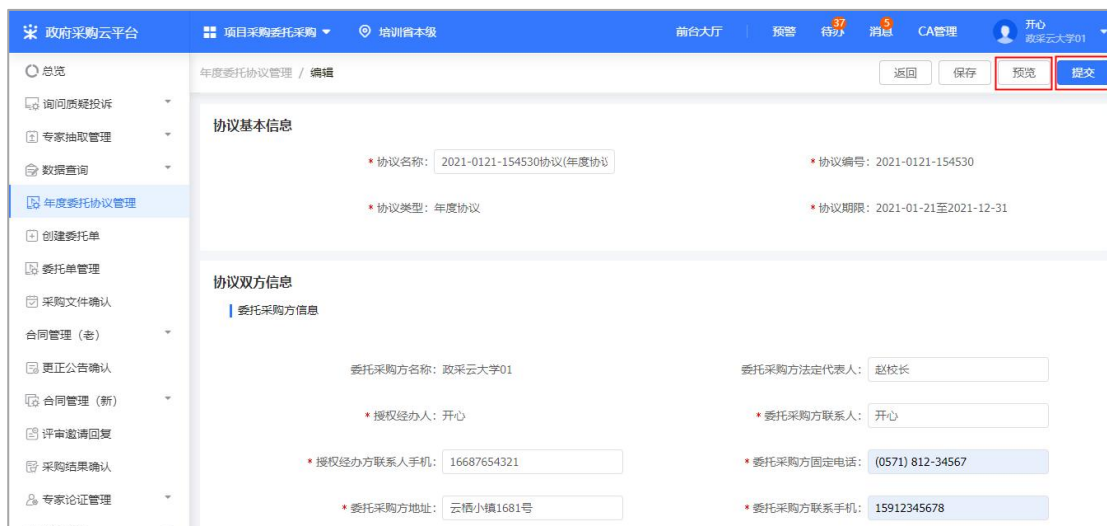 政府采购云平台
项目采购委托采购
培训省本级
前台大厅
预警
待办
37
消息
5
CA管理
开心
政采云大学01
总览
询问质疑投诉
专家抽取管理
数据查询
年度委托协议管理
创建委托单
委托单管理
采购文件确认
合同管理（老）
更正公告确认
合同管理（新）
评审邀请回复
采购结果确认
专家论证管理
年度委托协议管理 / 编辑
返回
保存
预览
提交
协议基本信息
* 协议名称： 2021-0121-154530协议(年度协议
* 协议编号： 2021-0121-154530
* 协议类型： 年度协议
* 协议期限： 2021-01-21至2021-12-31
协议双方信息
委托采购方信息
委托采购方名称： 政采云大学01
委托采购方法定代表人： 赵校长
* 授权经办人： 开心
* 委托采购方联系人： 开心
* 授权经办方联系人手机： 16687654321
* 委托采购方固定电话： (0571) 812-34567
* 委托采购方地址： 云栖小镇1681号
* 委托采购方联系手机： 15912345678